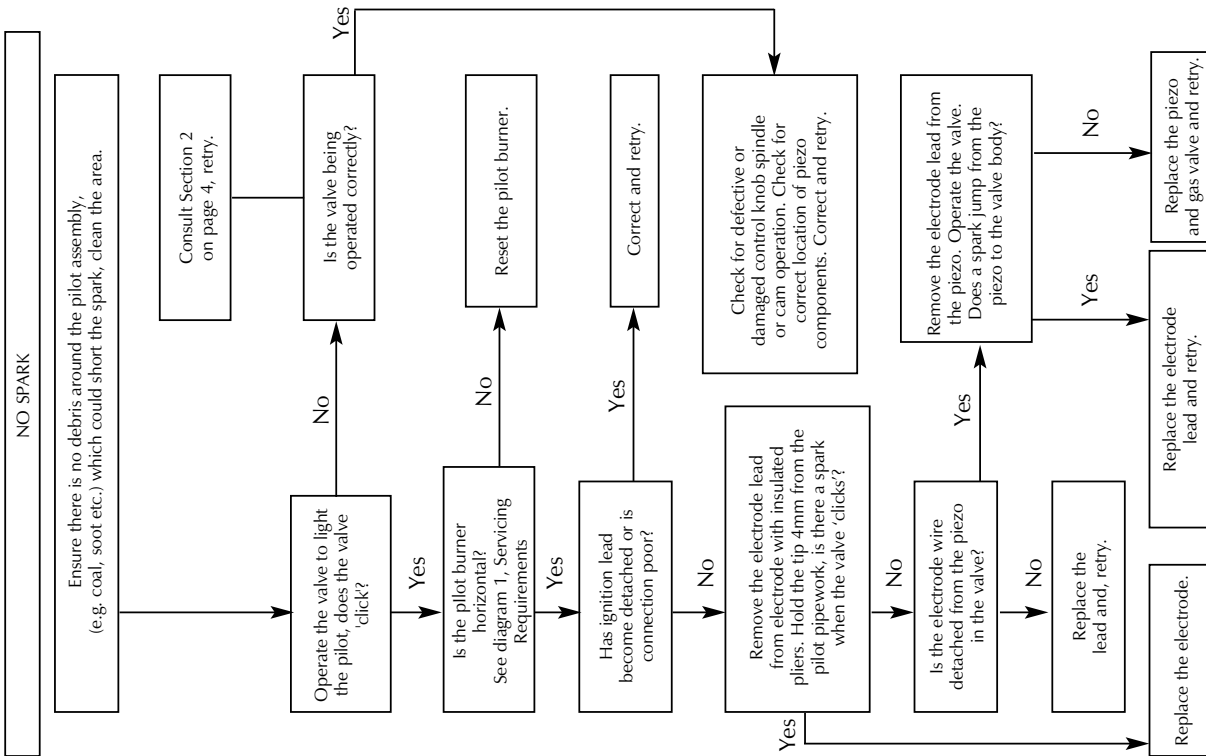 NO SPARK
Ensure there is no debris around the pilot assembly,
(e.g. coal, soot etc.) which could short the spark, clean the area.
Consult Section 2
on page 4, retry.
Operate the valve to light
the pilot, does the valve
'click'?
No
Is the valve being
operated correctly?
Yes
Yes
Is the pilot burner
horizontal?
See diagram 1, Servicing
Requirements
No
Reset the pilot burner.
Yes
Has ignition lead
become detached or is
connection poor?
Yes
Correct and retry.
No
Check for defective or
damaged control knob spindle
or cam operation. Check for
correct location of piezo
components. Correct and retry.
Remove the electrode lead
from electrode with insulated
pliers. Hold the tip 4mm from the
pilot pipework, is there a spark
when the valve ‘clicks’?
No
Yes
Is the electrode wire
detached from the piezo
in the valve?
Yes
Remove the electrode lead from
the piezo. Operate the valve.
Does a spark jump from the
piezo to the valve body?
No
Yes
No
Replace the
lead and, retry.
Replace the electrode.
Replace the electrode
lead and retry.
Replace the piezo
and gas valve and retry.